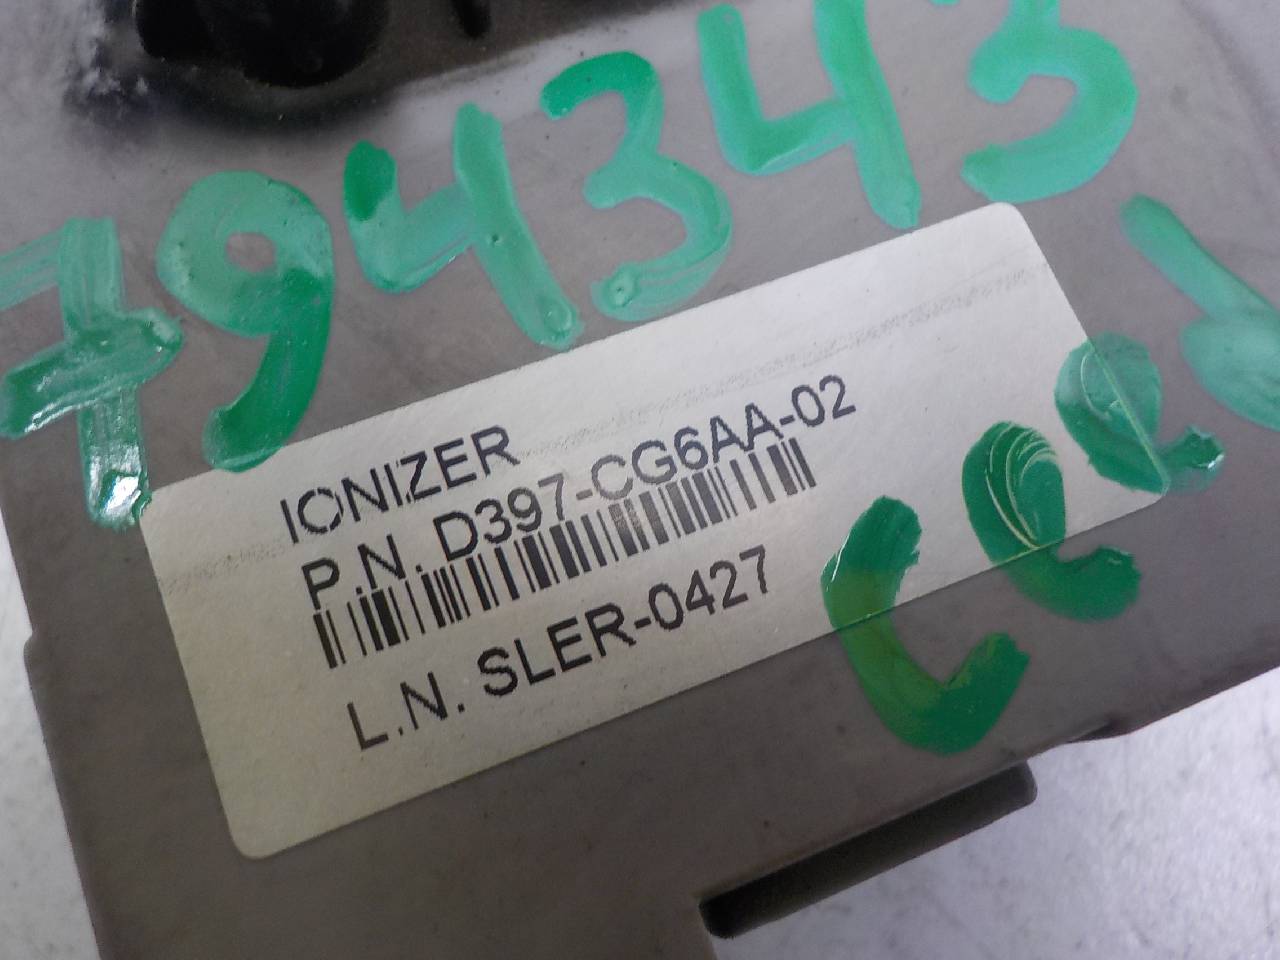 794343
IONIZER
P.N. D397-CG6AA-02
L.N. SLER-0427